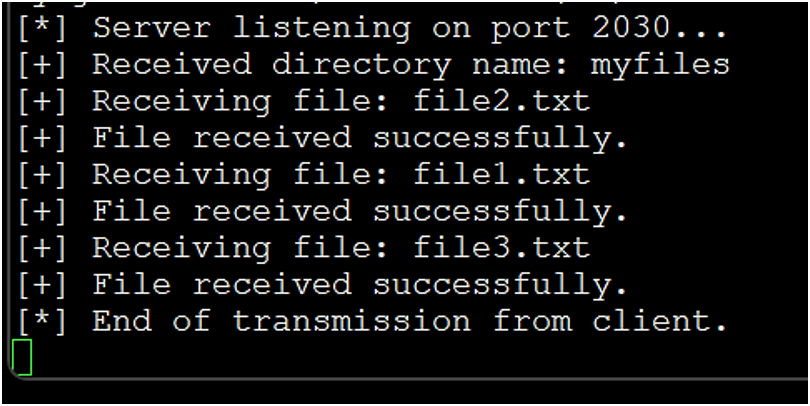 [*] Server listening on port 2030...
[+] Received directory name: myfiles
[+] Receiving file: file2.txt
[+] File received successfully.
[+] Receiving file: file1.txt
[+] File received successfully.
[+] Receiving file: file3.txt
[+] File received successfully.
[*] End of transmission from client.